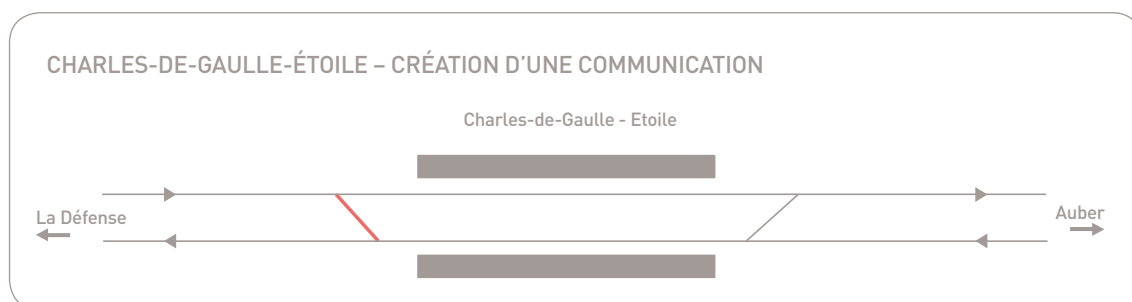 CHARLES-DE-GAULLE-ÉTOILE – CRÉATION D'UNE COMMUNICATION
Charles-de-Gaulle - Etoile
La Défense
Auber